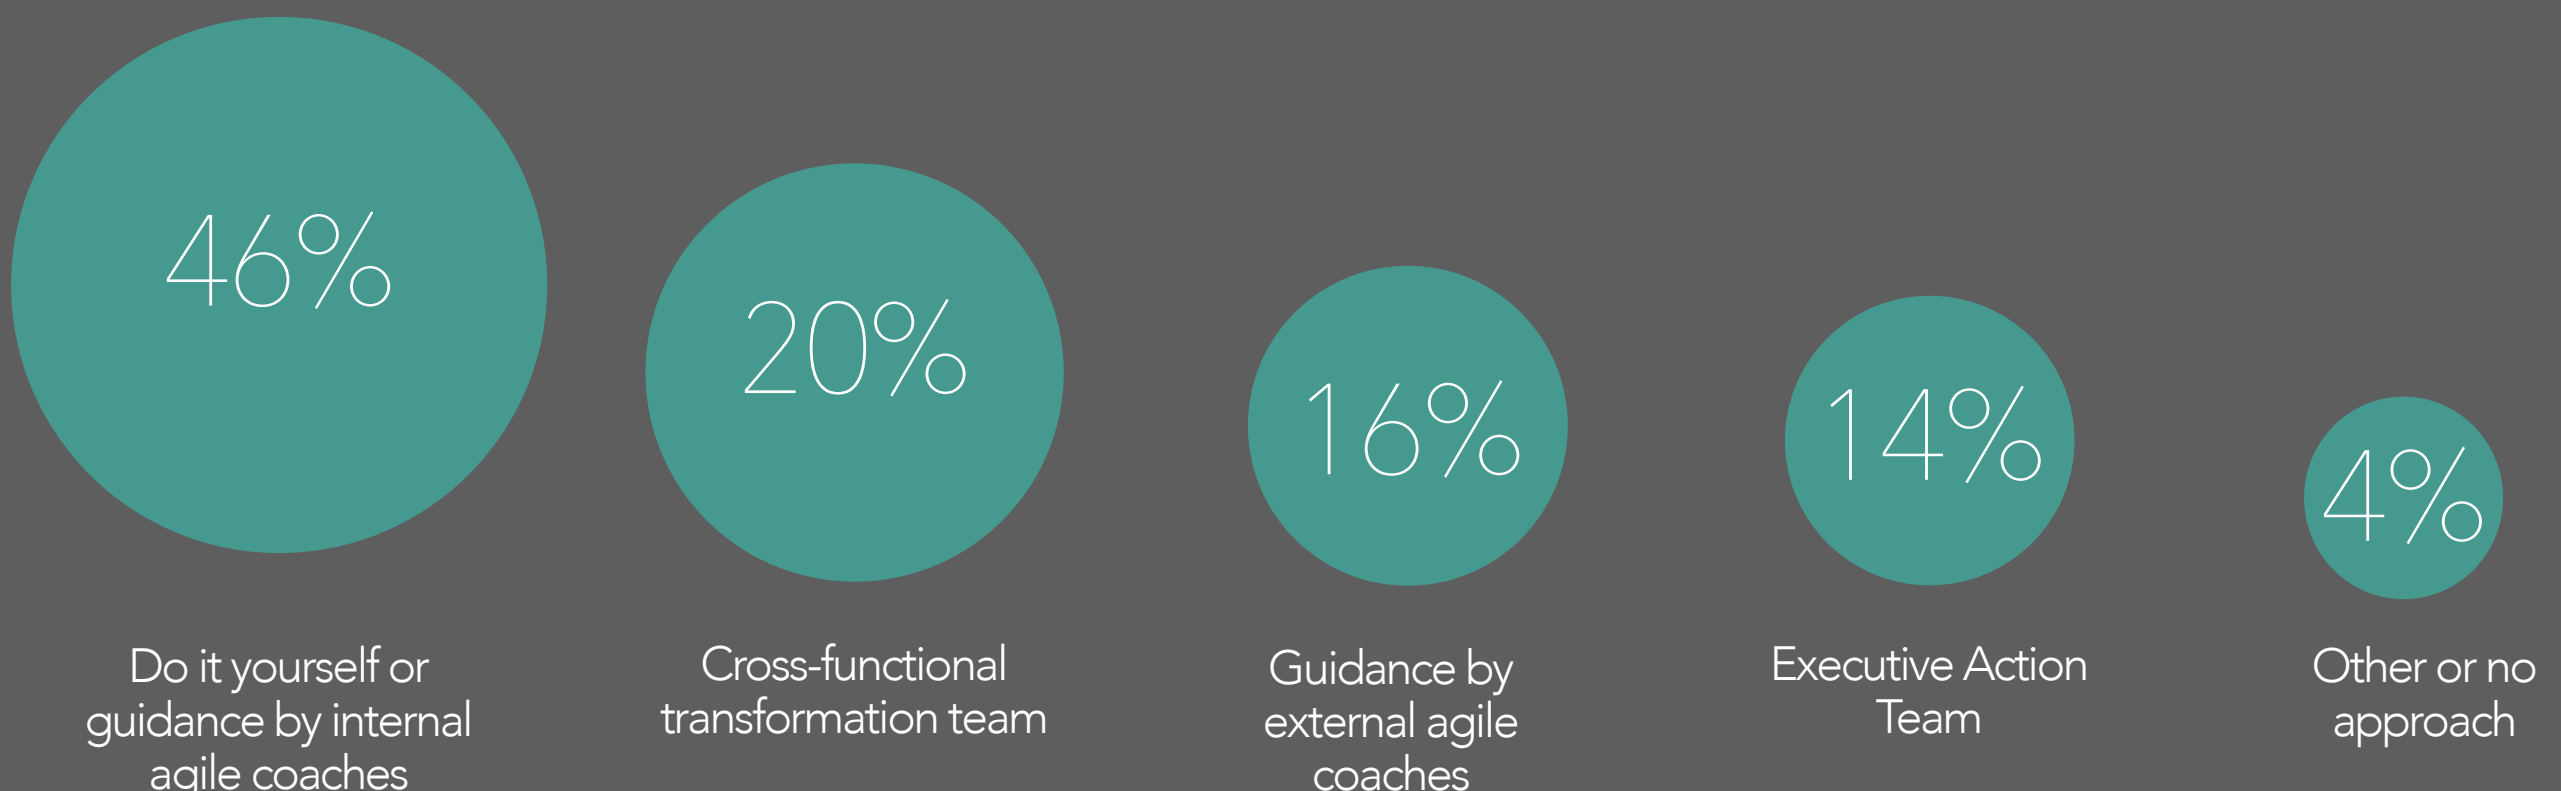 46%
20%
16%
14%
4%
Do it yourself or
guidance by internal
agile coaches
Cross-functional
transformation team
Guidance by
external agile
coaches
Executive Action
Team
Other or no
approach